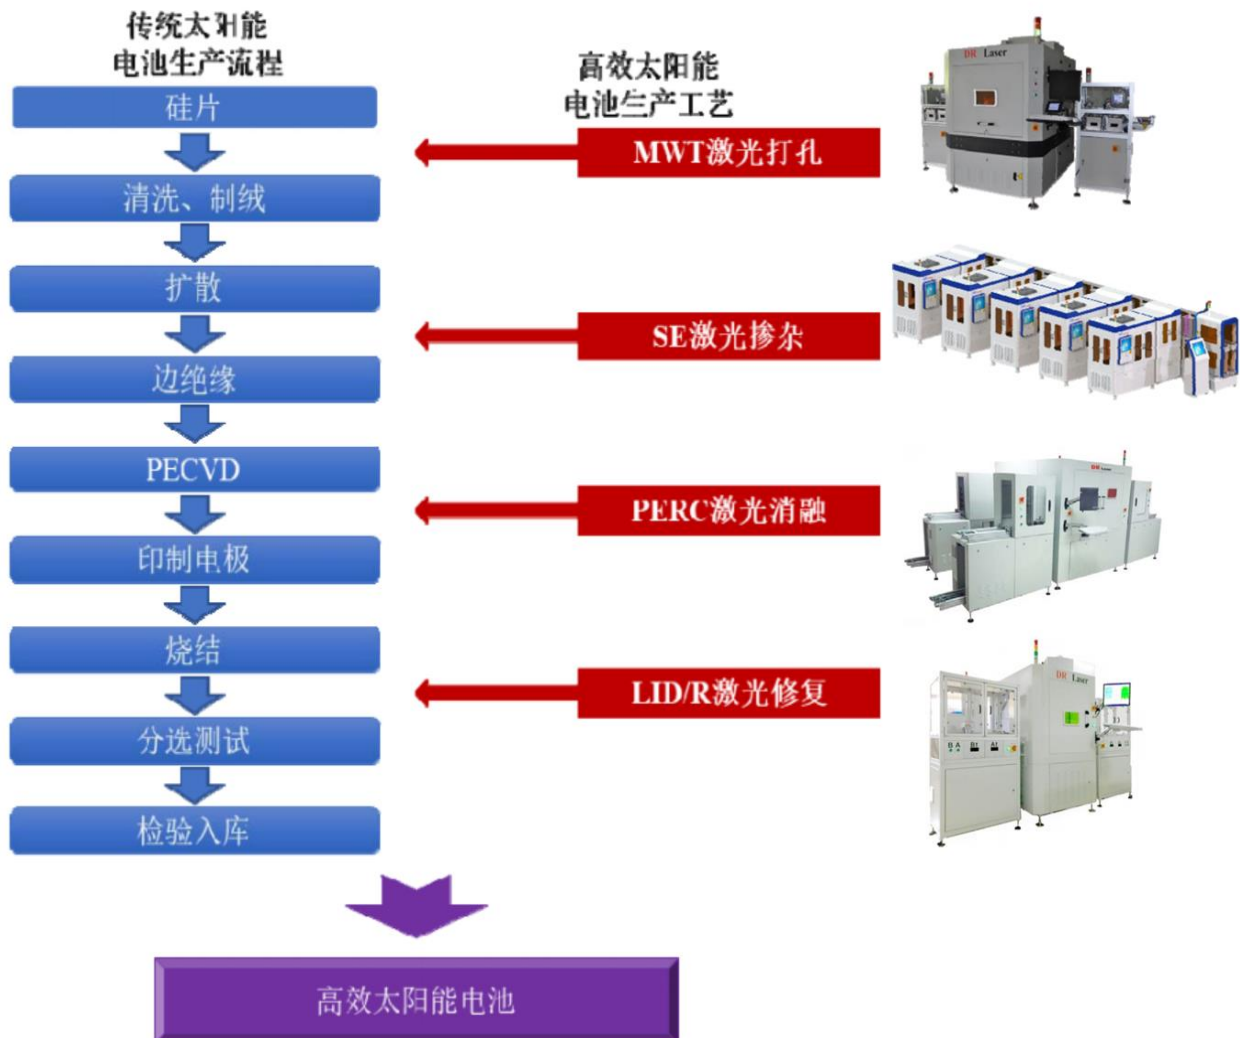 传统太阳能
电池生产流程
硅片
清洗、制绒
扩散
边绝缘
PECVD
印制电极
烧结
分选测试
检验入库
高效太阳能
电池生产工艺
MWT激光打孔
SE激光掺杂
PERC激光消融
LID/R激光修复
DR Laser
DR Laser
高效太阳能电池